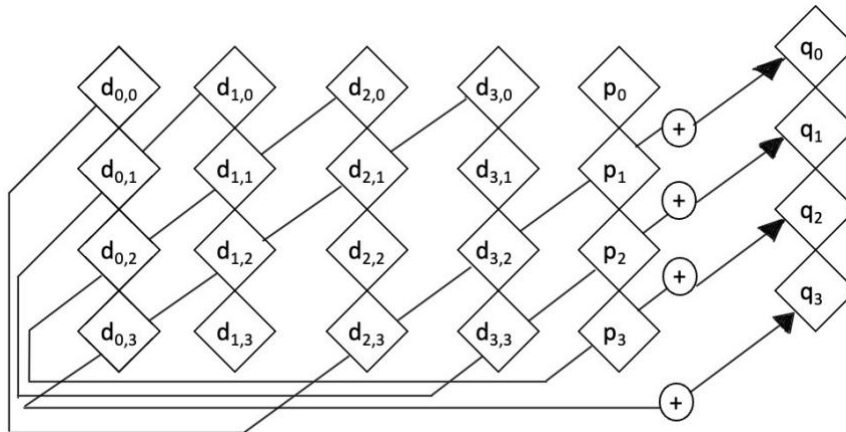 d0,0 d1,0 d2,0 d3,0 p0 + q0
d0,1 d1,1 d2,1 d3,1 p1 + q1
d0,2 d1,2 d2,2 d3,2 p2 + q2
d0,3 d1,3 d2,3 d3,3 p3 + q3